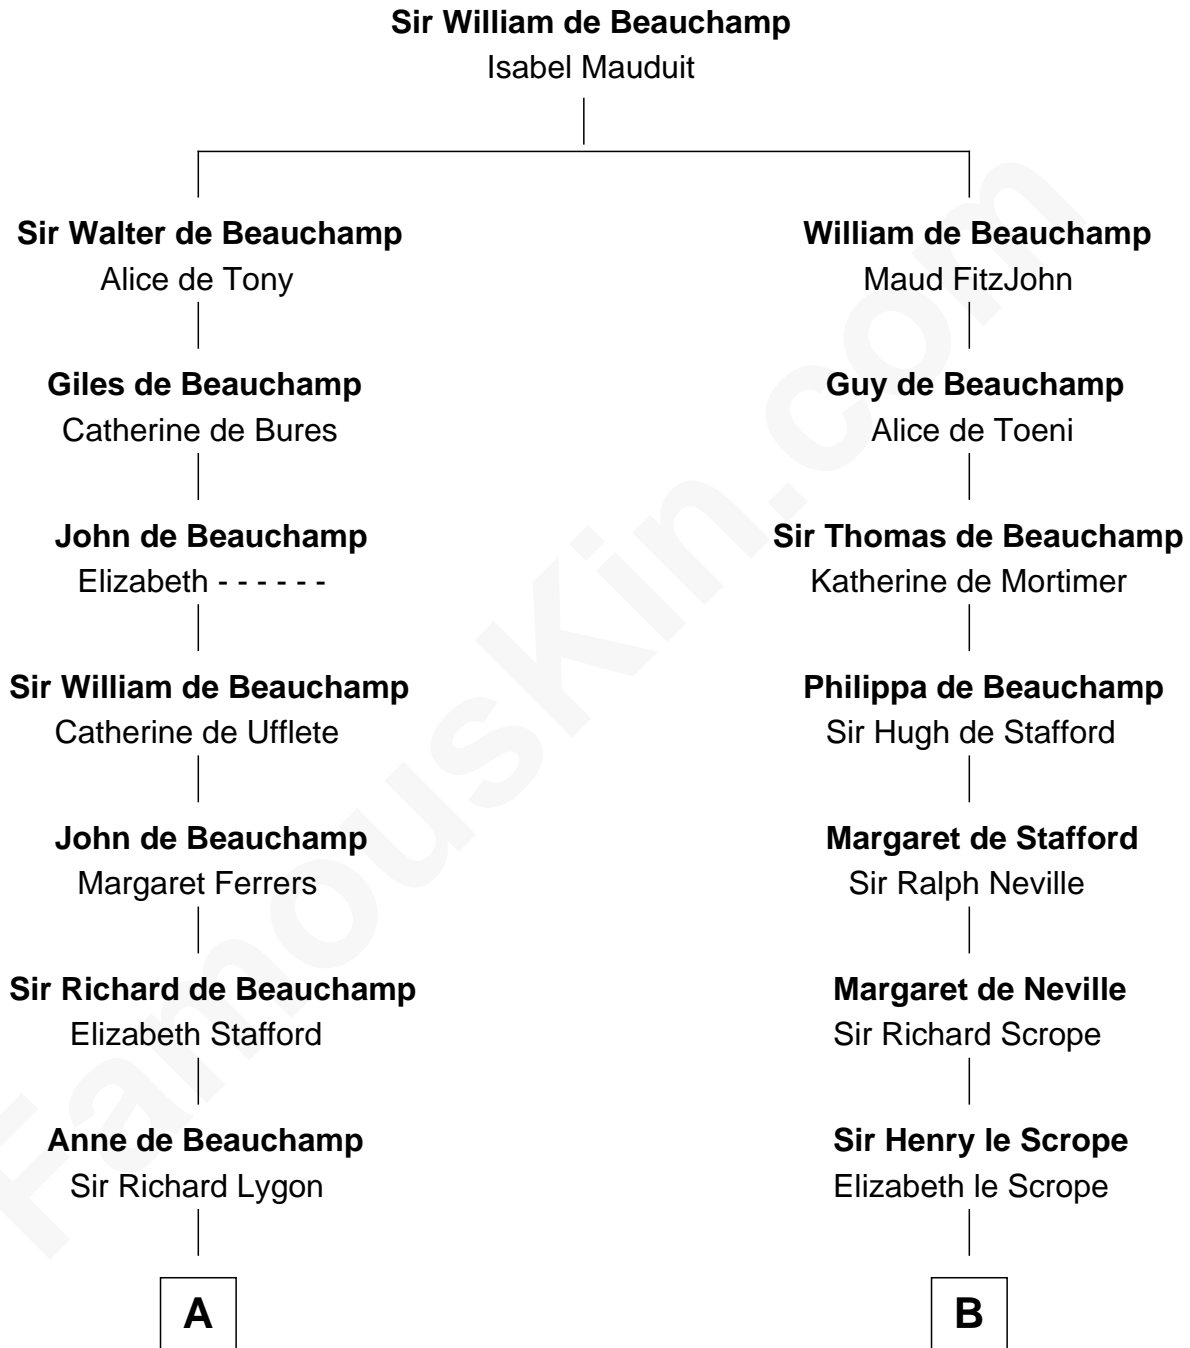 Sir William de Beauchamp
Isabel Mauduit
Sir Walter de Beauchamp
Alice de Tony
William de Beauchamp
Maud FitzJohn
Giles de Beauchamp
Catherine de Bures
Guy de Beauchamp
Alice de Toeni
John de Beauchamp
Elizabeth - - - - - -
Sir Thomas de Beauchamp
Katherine de Mortimer
Sir William de Beauchamp
Catherine de Ufflete
Philippa de Beauchamp
Sir Hugh de Stafford
John de Beauchamp
Margaret Ferrers
Margaret de Stafford
Sir Ralph Neville
Sir Richard de Beauchamp
Elizabeth Stafford
Margaret de Neville
Sir Richard Scrope
Anne de Beauchamp
Sir Richard Lygon
Sir Henry le Scrope
Elizabeth le Scrope
A
B
FamousKin.com